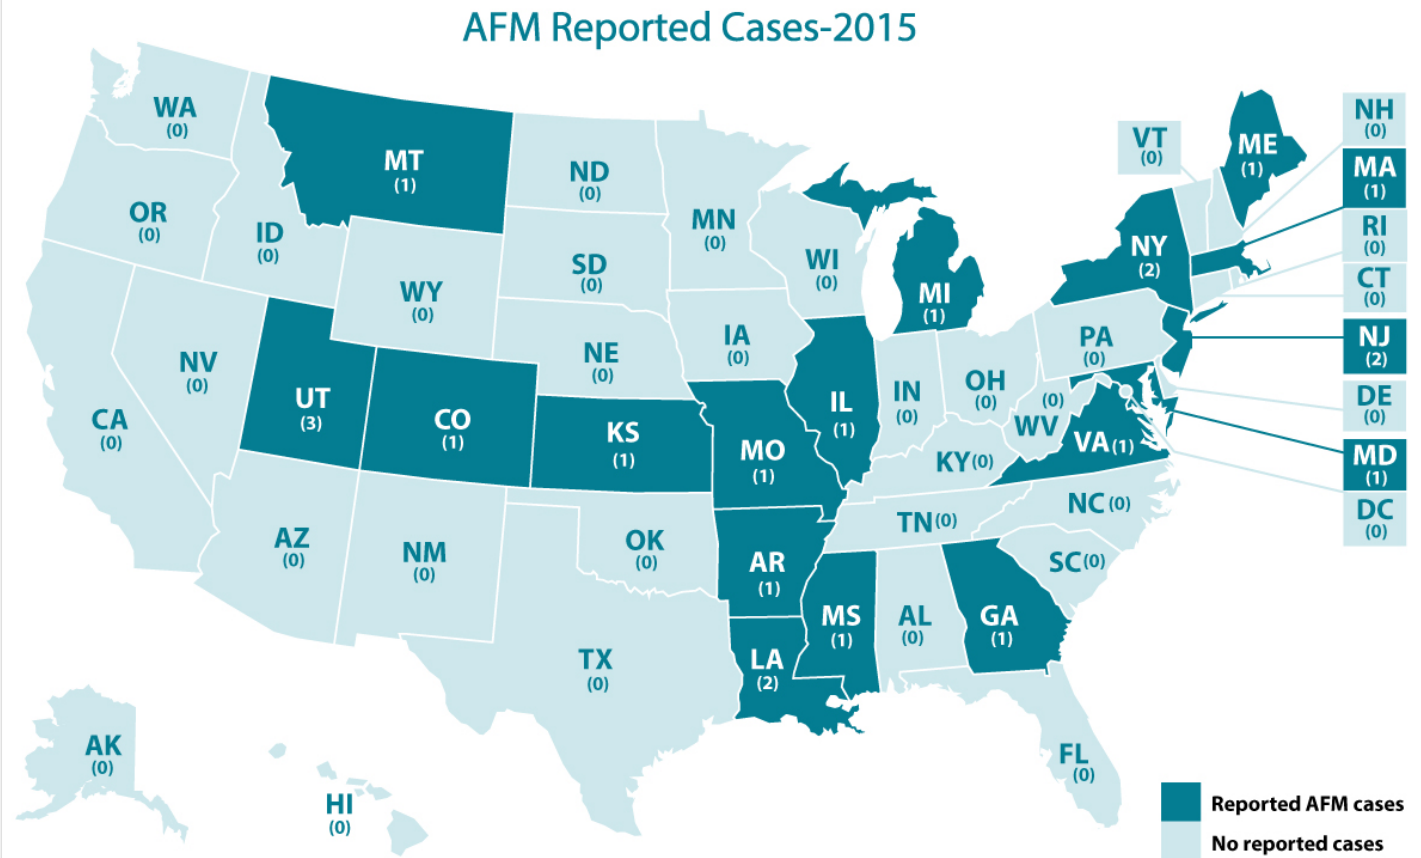 AFM Reported Cases-2015
WA
(0)
OR
(0)
CA
(0)
NV
(0)
ID
(0)
MT
(1)
WY
(0)
UT
(3)
CO
(1)
AZ
(0)
NM
(0)
ND
(0)
SD
(0)
NE
(0)
KS
(1)
OK
(0)
TX
(0)
MN
(0)
IA
(0)
MO
(1)
AR
(1)
LA
(2)
WI
(0)
IL
(1)
MS
(1)
MI
(1)
IN
(0)
OH
(0)
KY(0)
TN(0)
AL
(0)
GA
(1)
FL
(0)
SC(0)
NC(0)
VA(1)
(0)
WV
PA
(0)
NY
(2)
VT
(0)
ME
(1)
NH
(0)
MA
(1)
RI
(0)
CT
(0)
NJ
(2)
DE
(0)
MD
(1)
DC
(0)
AK
(0)
HI
(0)
Reported AFM cases
No reported cases